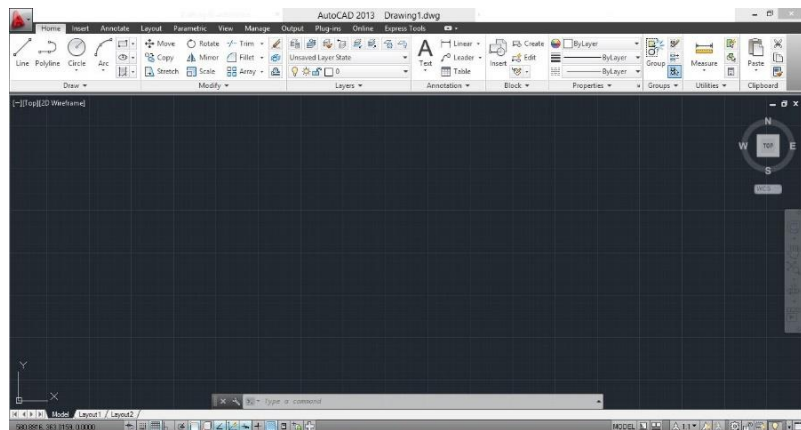 AutoCAD 2013 Drawing1.dwg
Home Insert Annotate Layout Parametric View Manage Output Plug-ins Online Express Tools
Line Polyline Circle Arc
Move Rotate Trim
Copy Mirror Fillet
Stretch Scale Array
Unsaved Layer State
0
Text
Linear
Leader
Table
Insert
Create
Edit
ByLayer
ByLayer
ByLayer
Group
Measure
Paste
Draw Modify Layers Annotation Block Properties Groups Utilities Clipboard
[−][Top][2D Wireframe]
N
W TOP E
S
WCS
Y
X
Type a command
Model Layout1 Layout2
MODEL 1:1